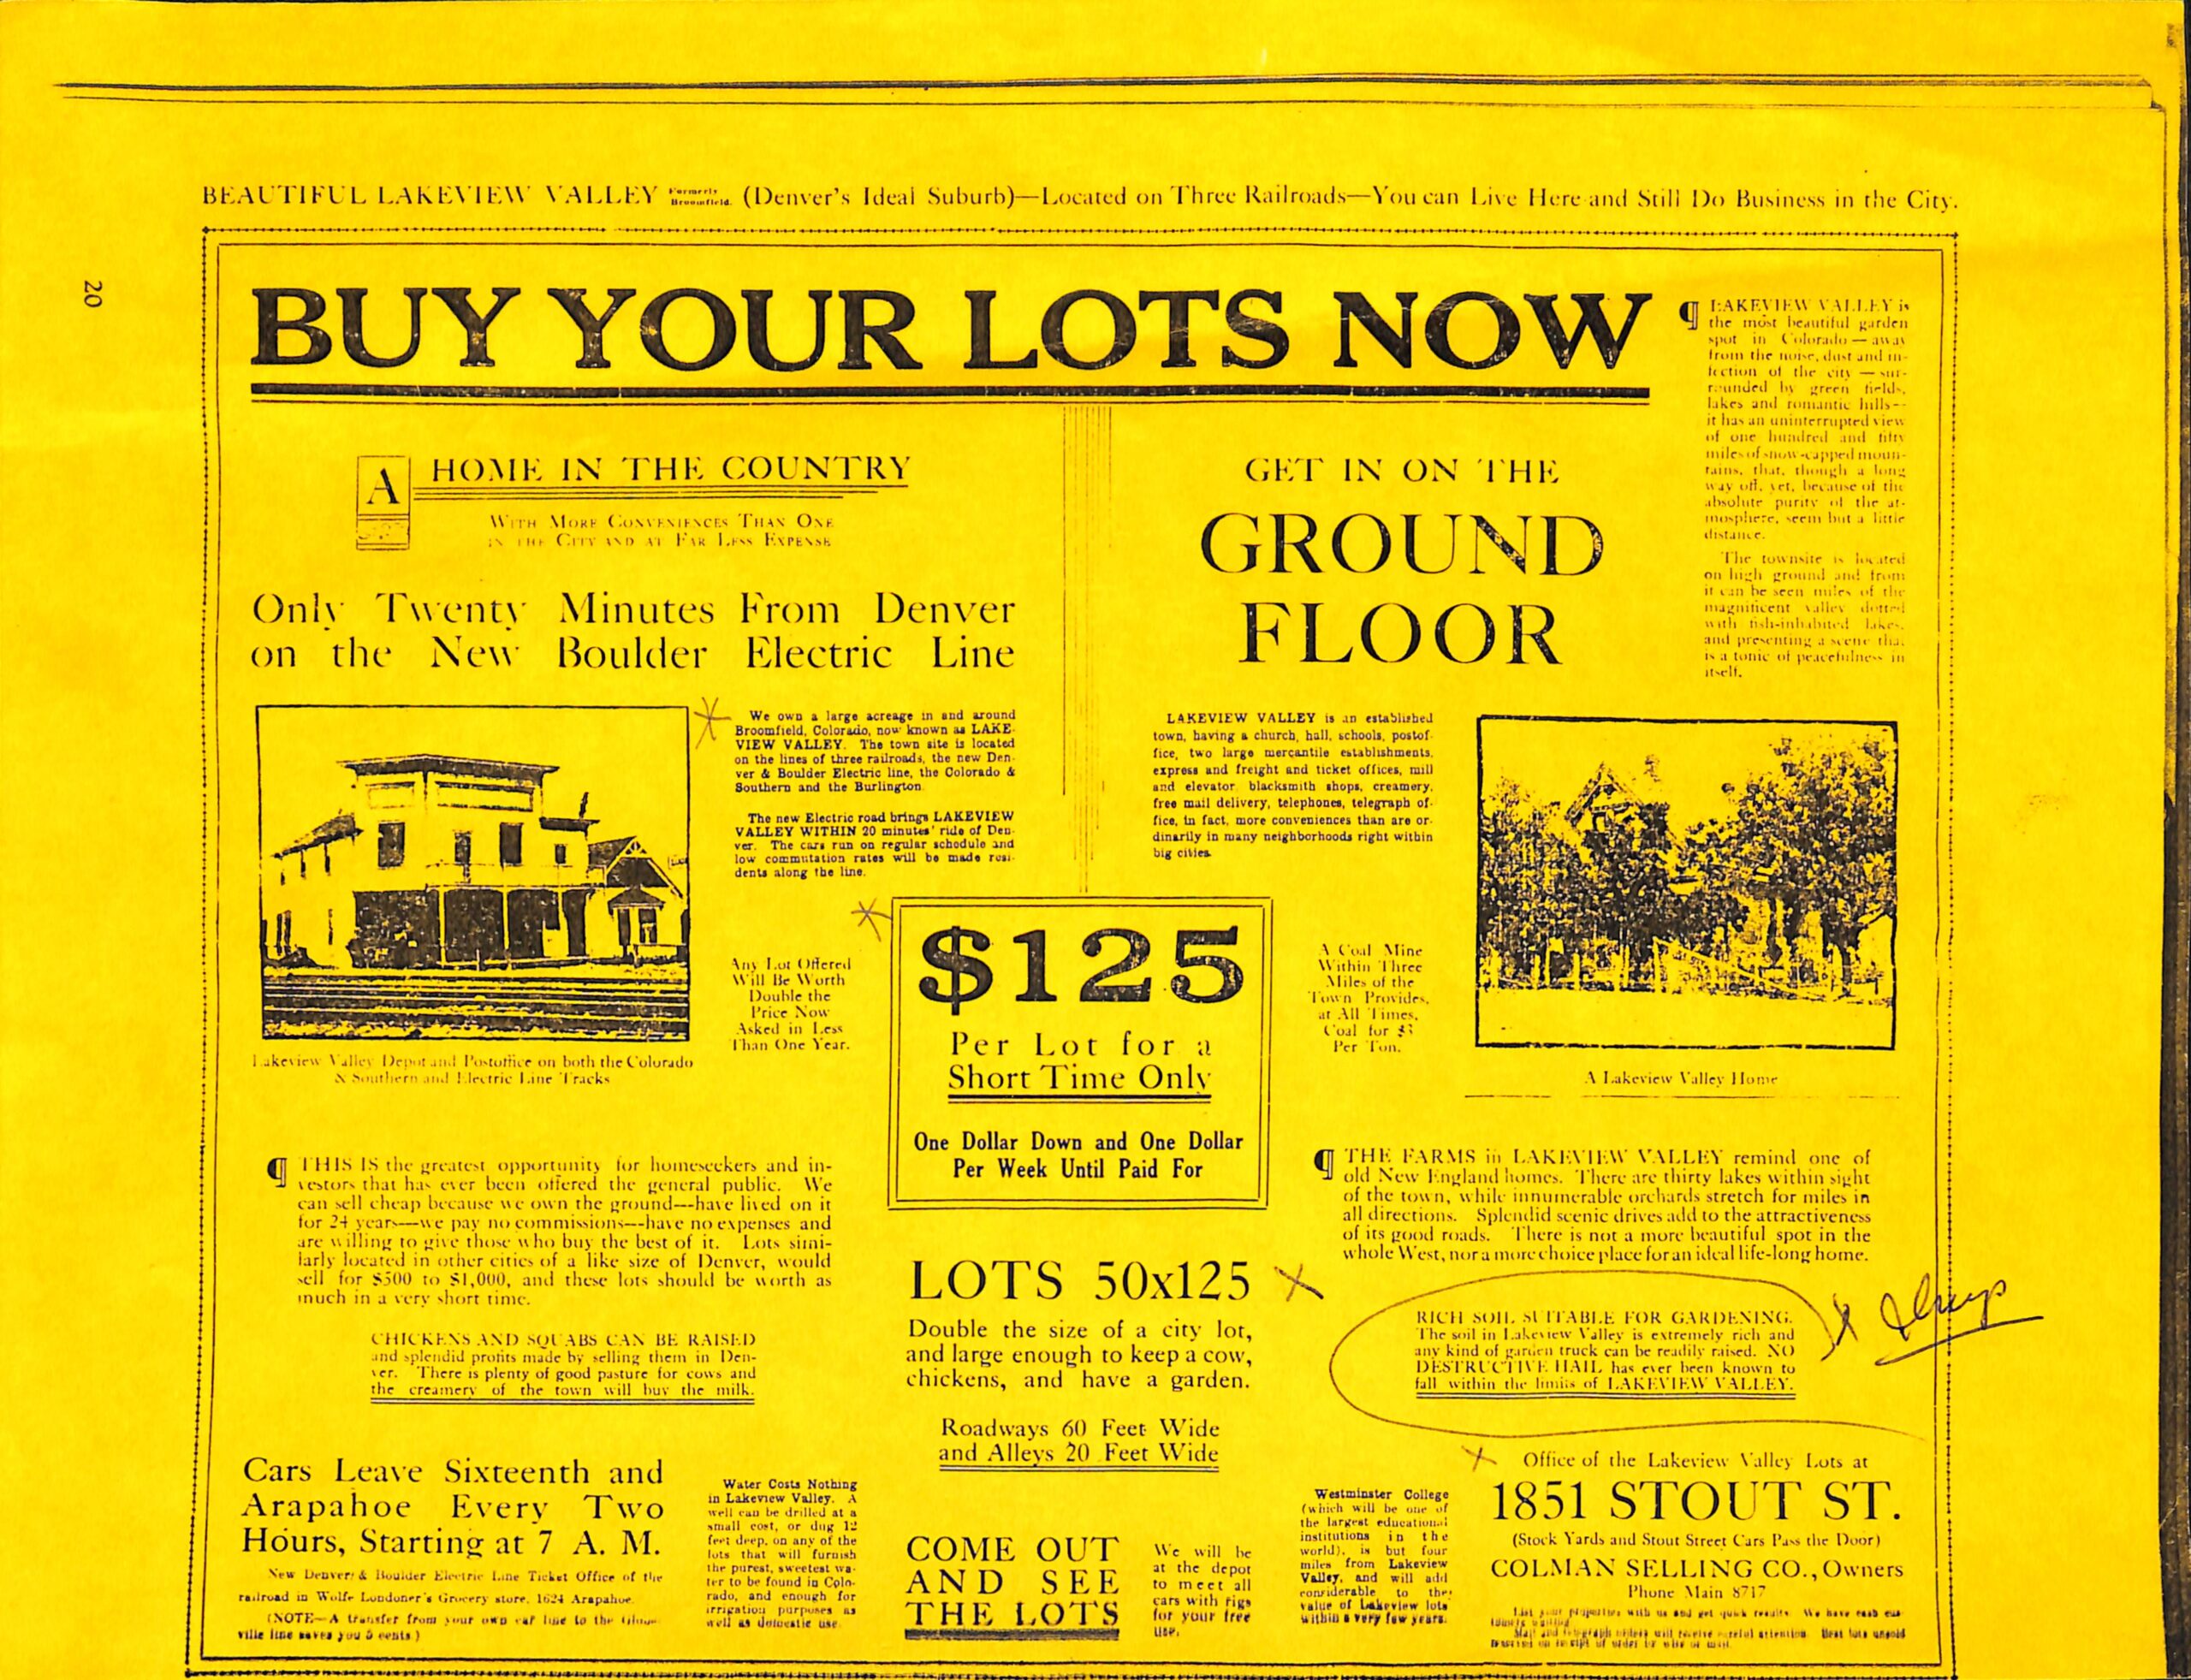 BEAUTIFUL LAKEVIEW VALLEY Formerly Broomfield. (Denver's Ideal Suburb)—Located on Three Railroads—You can Live Here and Still Do Business in the City.
20
BUY YOUR LOTS NOW
¶ LAKEVIEW VALLEY is
the most beautiful garden
spot in Colorado—away
from the noise, dust and in-
fection of the city—sur-
rounded by green fields,
lakes and romantic hills--
it has an uninterrupted view
of one hundred and fifty
miles of snow-capped moun-
tains, that, though a long
way off, yet, because of the
absolute purity of the at-
mosphere, seem but a little
distance.
The townsite is located
on high ground and from
it can be seen miles of the
magnificent valley dotted
with fish-inhabited lakes,
and presenting a scene that
is a tonic of peacefulness in
itself.
A HOME IN THE COUNTRY
WITH MORE CONVENIENCES THAN ONE
IN THE CITY AND AT FAR LESS EXPENSE
Only Twenty Minutes From Denver
on the New Boulder Electric Line
GET IN ON THE
GROUND
FLOOR
We own a large acreage in and around
Broomfield, Colorado, now known as LAKE-
VIEW VALLEY. The town site is located
on the lines of three railroads, the new Den-
ver & Boulder Electric line, the Colorado &
Southern and the Burlington.
The new Electric road brings LAKEVIEW
VALLEY WITHIN 20 minutes' ride of Den-
ver. The cars run on regular schedule and
low commutation rates will be made resi-
dents along the line.
LAKEVIEW VALLEY is an established
town, having a church, hall, schools, postof-
fice, two large mercantile establishments,
express and freight and ticket offices, mill
and elevator blacksmith shops, creamery,
free mail delivery, telephones, telegraph of-
fice, in fact, more conveniences than are or-
dinarily in many neighborhoods right within
big cities.
Lakeview Valley Depot and Postoffice on both the Colorado
& Southern and Electric Line Tracks
Any Lot Offered
Will Be Worth
Double the
Price Now
Asked in Less
Than One Year.
$125
Per Lot for a
Short Time Only
One Dollar Down and One Dollar
Per Week Until Paid For
A Coal Mine
Within Three
Miles of the
Town Provides,
at All Times,
Coal for $3
Per Ton.
A Lakeview Valley Home
¶ THIS IS the greatest opportunity for homeseekers and in-
vestors that has ever been offered the general public. We
can sell cheap because we own the ground---have lived on it
for 24 years---we pay no commissions---have no expenses and
are willing to give those who buy the best of it. Lots simi-
larly located in other cities of a like size of Denver, would
sell for $500 to $1,000, and these lots should be worth as
much in a very short time.
CHICKENS AND SQUABS CAN BE RAISED
and splendid profits made by selling them in Den-
ver. There is plenty of good pasture for cows and
the creamery of the town will buy the milk.
LOTS 50x125
Double the size of a city lot,
and large enough to keep a cow,
chickens, and have a garden.
Roadways 60 Feet Wide
and Alleys 20 Feet Wide
¶ THE FARMS in LAKEVIEW VALLEY remind one of
old New England homes. There are thirty lakes within sight
of the town, while innumerable orchards stretch for miles in
all directions. Splendid scenic drives add to the attractiveness
of its good roads. There is not a more beautiful spot in the
whole West, nor a more choice place for an ideal life-long home.
RICH SOIL SUITABLE FOR GARDENING.
The soil in Lakeview Valley is extremely rich and
any kind of garden truck can be readily raised. NO
DESTRUCTIVE HAIL has ever been known to
fall within the limits of LAKEVIEW VALLEY.
Cars Leave Sixteenth and
Arapahoe Every Two
Hours, Starting at 7 A. M.
New Denver & Boulder Electric Line Ticket Office of the
railroad in Wolfe Londoner's Grocery store, 1624 Arapahoe.
(NOTE—A transfer from your own car line to the Globe-
ville line saves you 5 cents)
Water Costs Nothing
in Lakeview Valley. A
well can be drilled at a
small cost, or dug 12
feet deep, on any of the
lots that will furnish
the purest, sweetest wa-
ter to be found in Colo-
rado, and enough for
irrigation purposes as
well as domestic use.
COME OUT
AND SEE
THE LOTS
We will be
at the depot
to meet all
cars with rigs
for your free
use.
Westminster College
(which will be one of
the largest educational
institutions in the
world), is but four
miles from Lakeview
Valley, and will add
considerable to the
value of Lakeview lots
within a very few years.
Office of the Lakeview Valley Lots at
1851 STOUT ST.
(Stock Yards and Stout Street Cars Pass the Door)
COLMAN SELLING CO., Owners
Phone Main 8717
List your properties with us and get quick results. We have cash cus-
tomers waiting.
Mail and telegraph orders will receive careful attention. Best lots unsold
reserved on receipt of order by wire or mail.